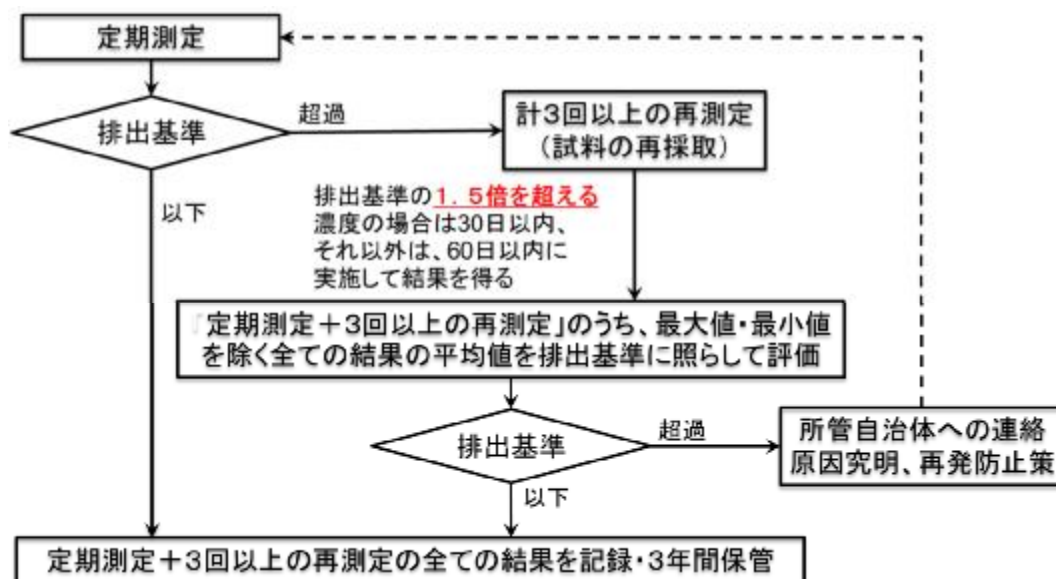 定期測定
排出基準
超過
計3回以上の再測定
(試料の再採取)
以下
排出基準の1.5倍を超える
濃度の場合は30日以内、
それ以外は、60日以内に
実施して結果を得る
「定期測定+3回以上の再測定」のうち、最大値・最小値
を除く全ての結果の平均値を排出基準に照らして評価
排出基準
超過
所管自治体への連絡
原因究明、再発防止策
以下
定期測定+3回以上の再測定の全ての結果を記録・3年間保管